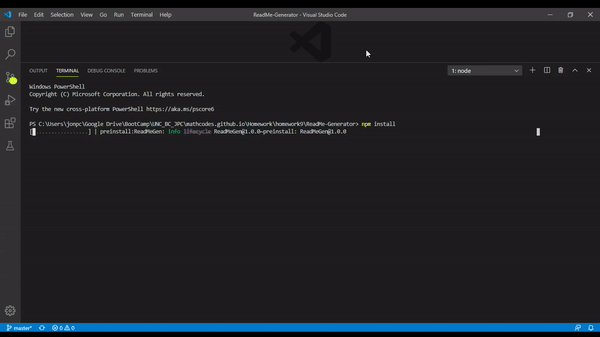 File Edit Selection View Go Run Terminal Help ReadMe-Generator - Visual Studio Code
OUTPUT TERMINAL DEBUG CONSOLE PROBLEMS 1: node
Windows PowerShell
Copyright (C) Microsoft Corporation. All rights reserved.
Try the new cross-platform PowerShell https://aka.ms/pscore6
PS C:\Users\jonpc\Google Drive\BootCamp\UNC_BC_JPC\mathcodes.github.io\Homework\homework9\ReadMe-Generator> npm install
[ ................] | preinstall:ReadMeGen: info lifecycle ReadMeGen@1.0.0~preinstall: ReadMeGen@1.0.0
master* 0 0